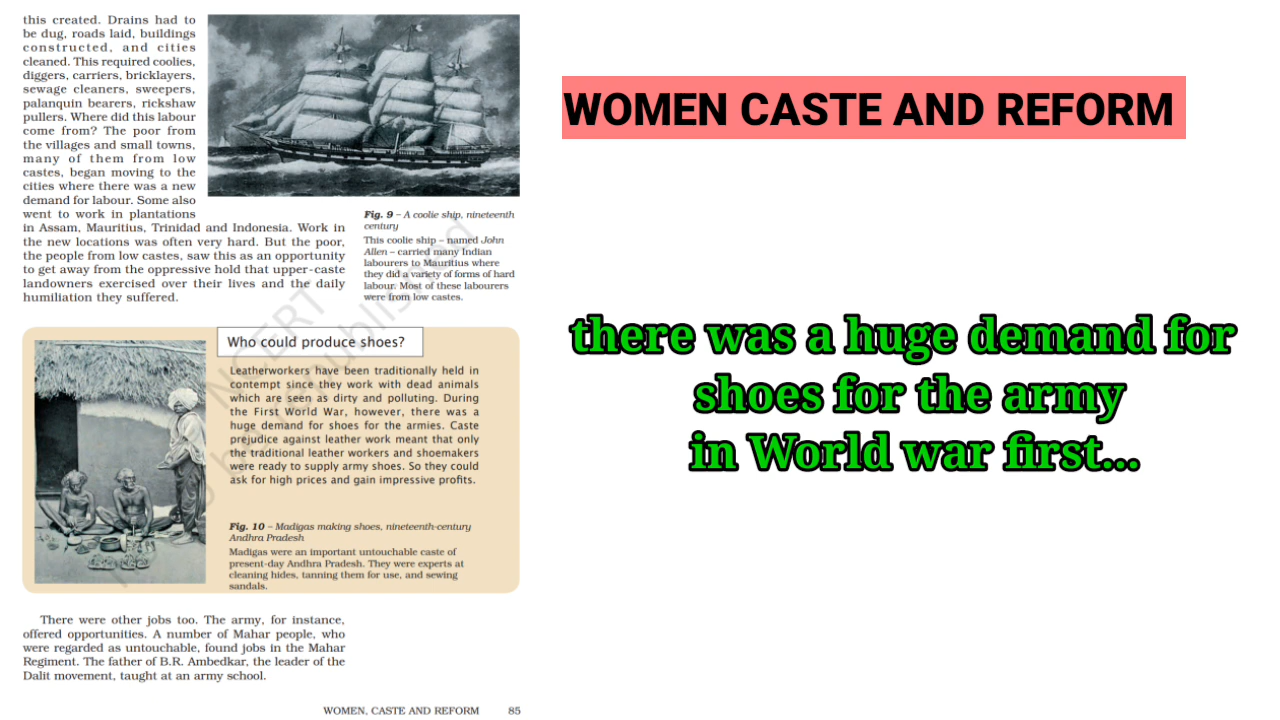 this created. Drains had to
be dug, roads laid, buildings
constructed, and cities
cleaned. This required coolies,
diggers, carriers, bricklayers,
sewage cleaners, sweepers,
palanquin bearers, rickshaw
pullers. Where did this labour
come from? The poor from
the villages and small towns,
many of them from low
castes, began moving to the
cities where there was a new
demand for labour. Some also
went to work in plantations
in Assam, Mauritius, Trinidad and Indonesia. Work in
the new locations was often very hard. But the poor,
the people from low castes, saw this as an opportunity
to get away from the oppressive hold that upper-caste
landowners exercised over their lives and the daily
humiliation they suffered.
Fig. 9 – A coolie ship, nineteenth
century
This coolie ship – named John
Allen – carried many Indian
labourers to Mauritius where
they did a variety of forms of hard
labour. Most of these labourers
were from low castes.
Who could produce shoes?
Leatherworkers have been traditionally held in
contempt since they work with dead animals
which are seen as dirty and polluting. During
the First World War, however, there was a
huge demand for shoes for the armies. Caste
prejudice against leather work meant that only
the traditional leather workers and shoemakers
were ready to supply army shoes. So they could
ask for high prices and gain impressive profits.
Fig. 10 – Madigas making shoes, nineteenth-century
Andhra Pradesh
Madigas were an important untouchable caste of
present-day Andhra Pradesh. They were experts at
cleaning hides, tanning them for use, and sewing
sandals.
There were other jobs too. The army, for instance,
offered opportunities. A number of Mahar people, who
were regarded as untouchable, found jobs in the Mahar
Regiment. The father of B.R. Ambedkar, the leader of the
Dalit movement, taught at an army school.
WOMEN, CASTE AND REFORM 85
WOMEN CASTE AND REFORM
there was a huge demand for
shoes for the army
in World war first...